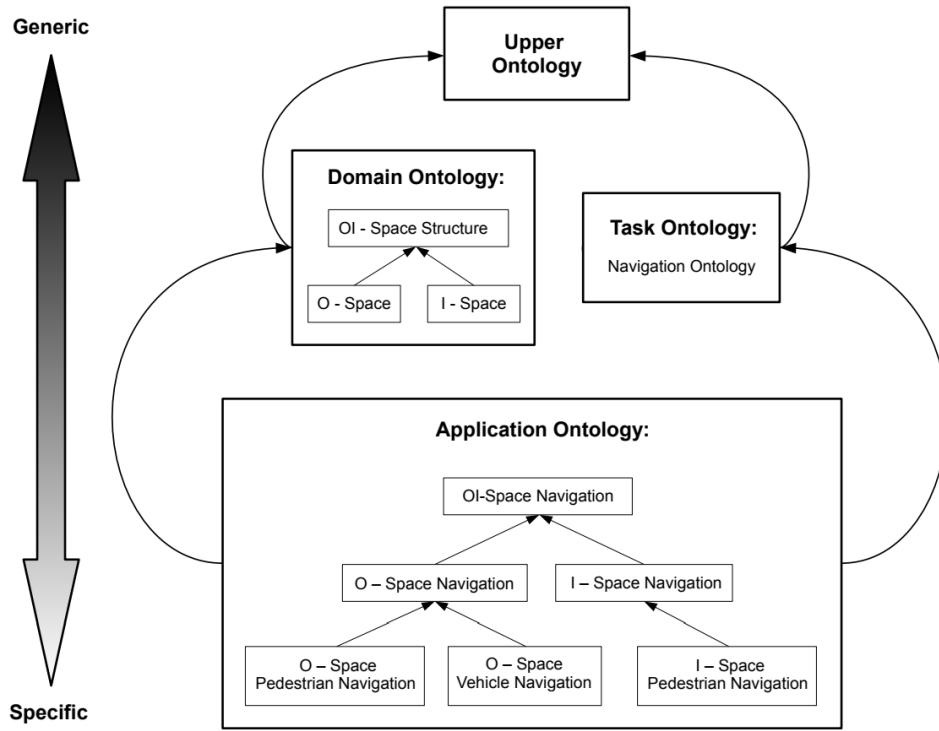 Generic
Upper
Ontology
Domain Ontology:
OI - Space Structure
O - Space
I - Space
Task Ontology:
Navigation Ontology
Application Ontology:
OI-Space Navigation
O – Space Navigation
I – Space Navigation
O – Space
Pedestrian Navigation
O – Space
Vehicle Navigation
I – Space
Pedestrian Navigation
Specific